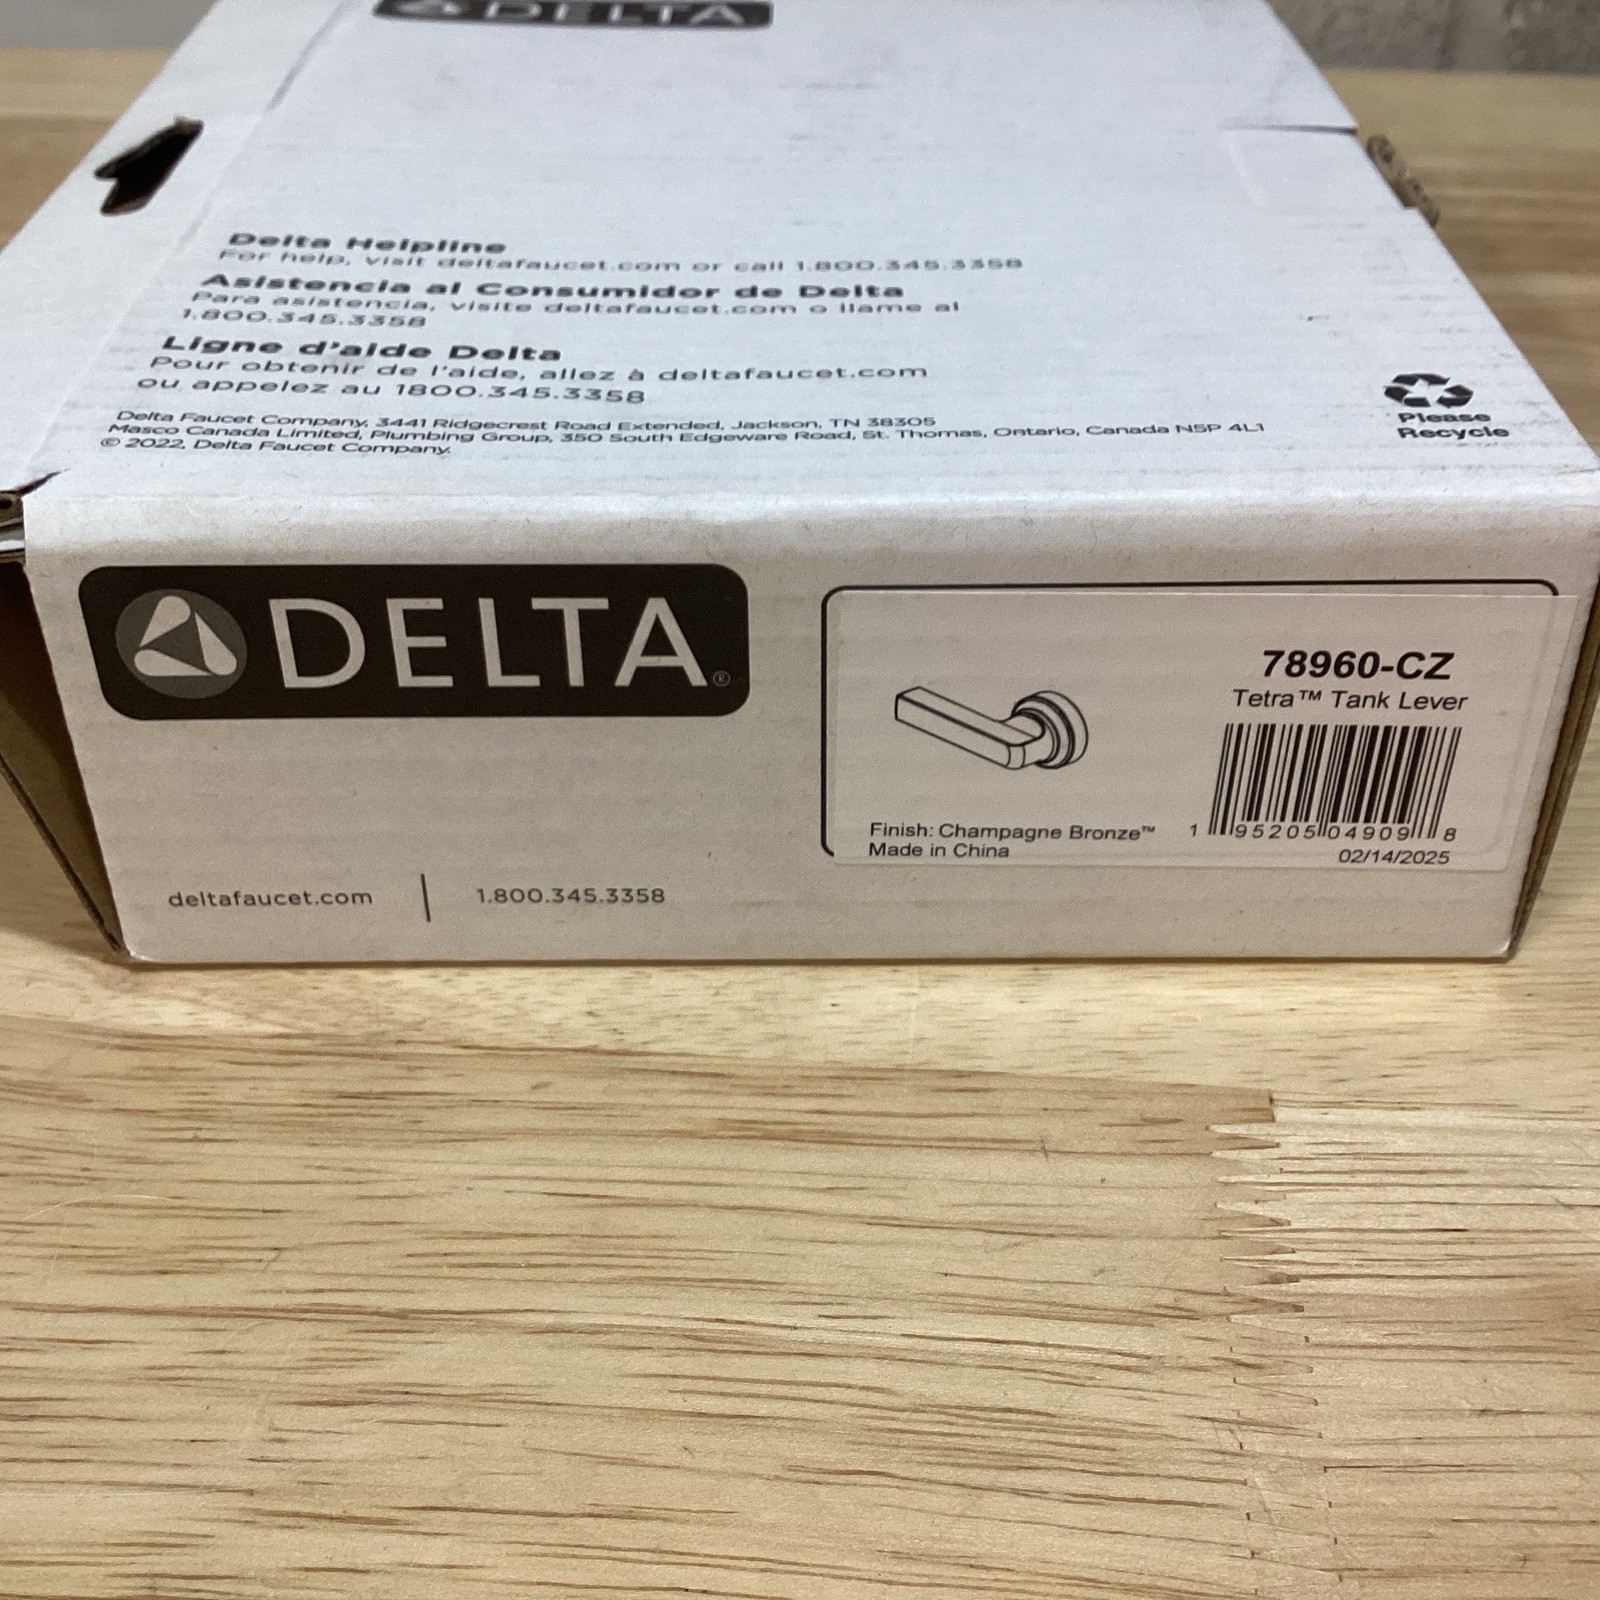 DELTA
Delta Helpline
For help, visit deltafaucet.com or call 1.800.345.3358
Asistencia al Consumidor de Delta
Para asistencia, visite deltafaucet.com o llame al
1.800.345.3358
Ligne d'aide Delta
Pour obtenir de l'aide, allez à deltafaucet.com
ou appelez au 1800.345.3358
Delta Faucet Company, 3441 Ridgecrest Road Extended, Jackson, TN 38305
Masco Canada Limited, Plumbing Group, 350 South Edgeware Road, St. Thomas, Ontario, Canada N5P 4L1
© 2022, Delta Faucet Company.
Please
Recycle
DELTA®
78960-CZ
Tetra™ Tank Lever
Finish: Champagne Bronze™
Made in China
1 95205 04909 8
02/14/2025
deltafaucet.com | 1.800.345.3358